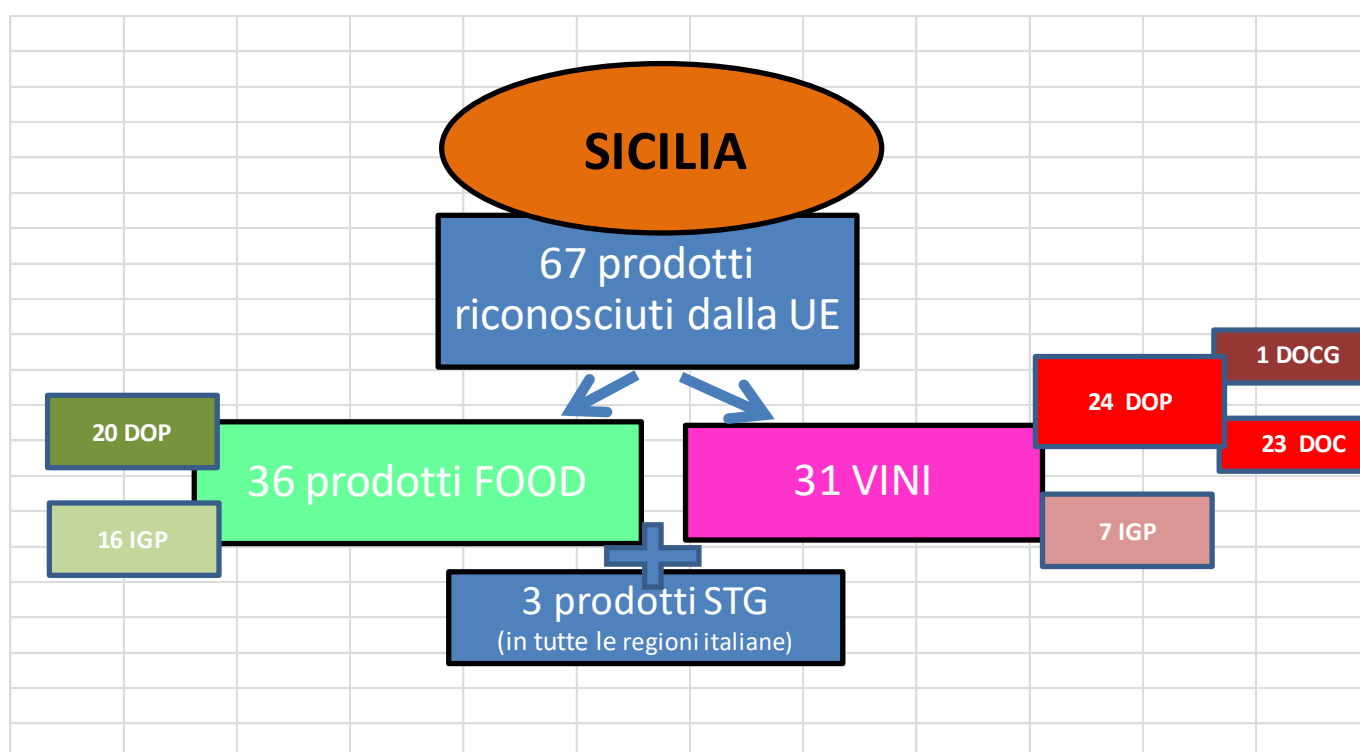 SICILIA
67 prodotti
riconosciuti dalla UE
1 DOCG
24 DOP
20 DOP
23 DOC
36 prodotti FOOD
31 VINI
16 IGP
7 IGP
3 prodotti STG
(in tutte le regioni italiane)